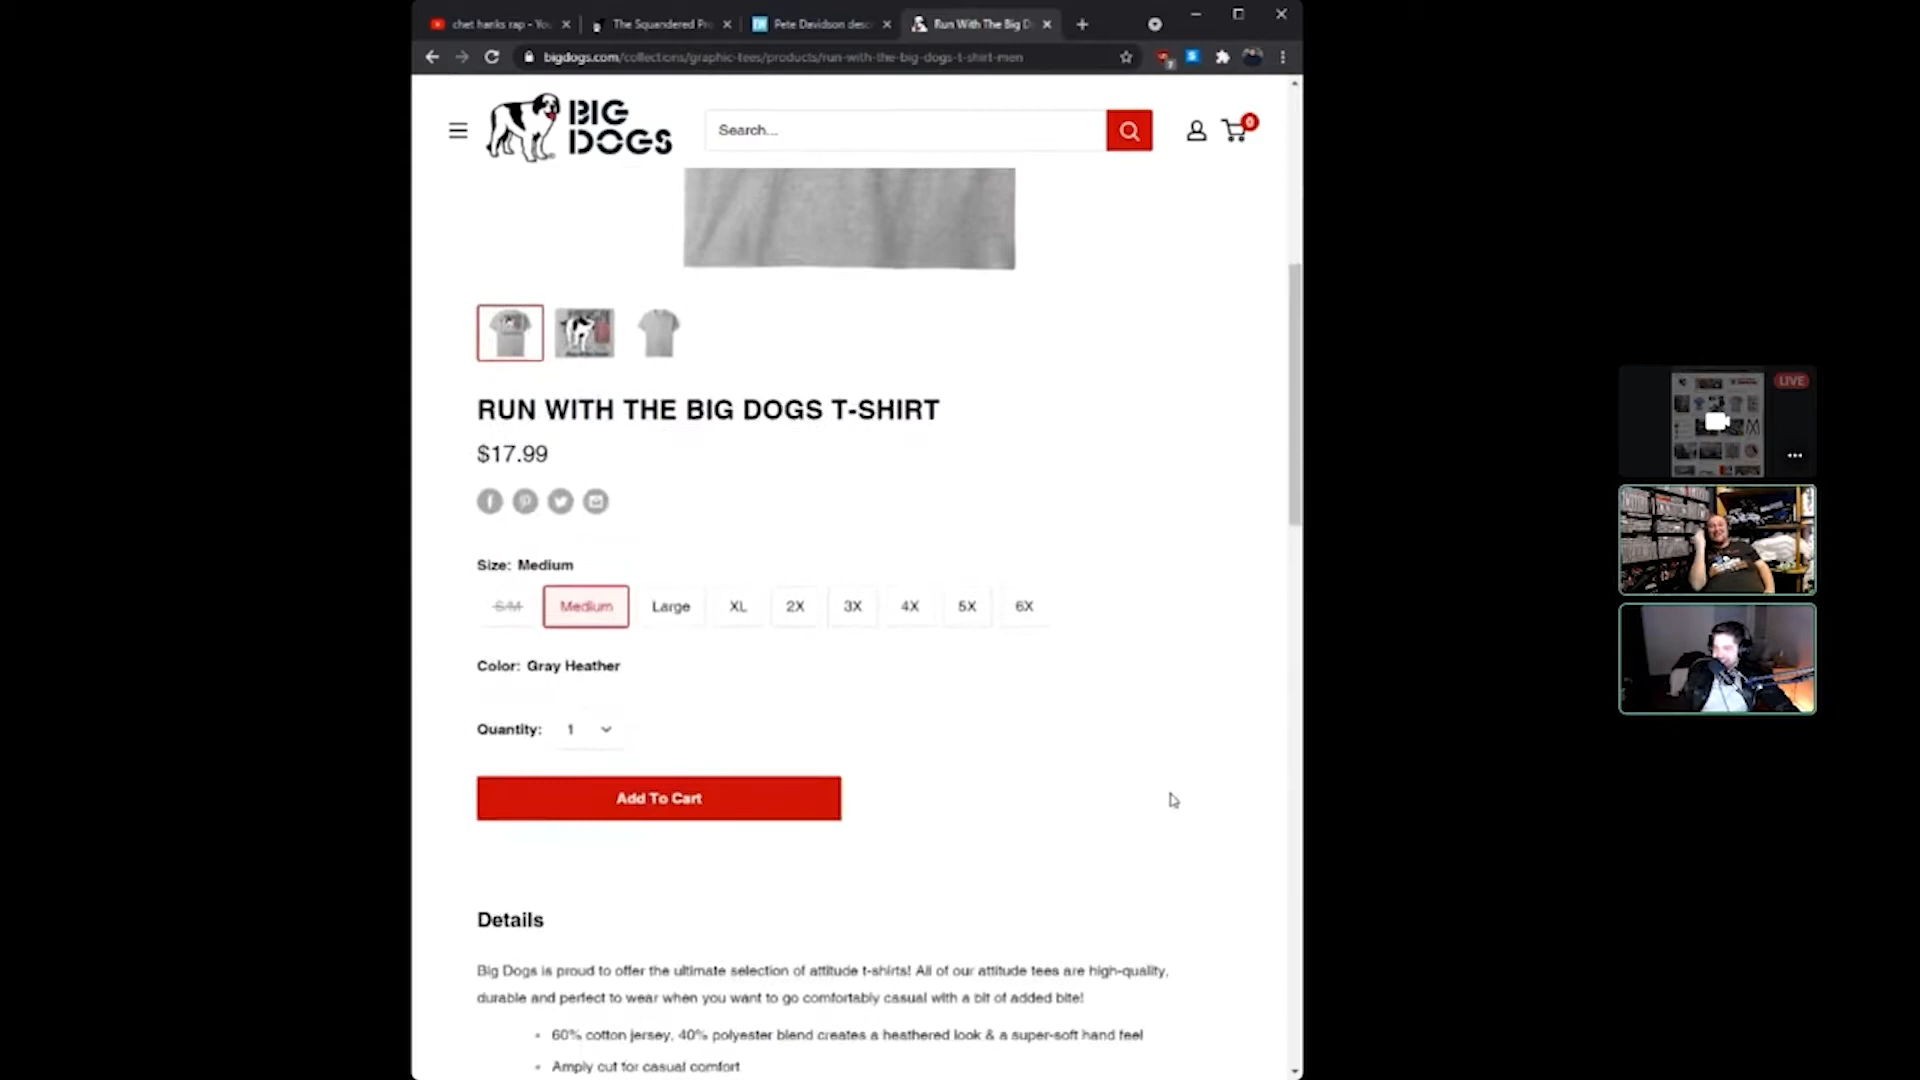 chet hanks rap - You
The Squandered Pr
Pete Davidson desc
Run With The Big D
bigdogs.com/collections/graphic-tees/products/run-with-the-big-dogs-t-shirt-men
BIG
DOGS
Search...
0
LIVE
RUN WITH THE BIG DOGS T-SHIRT
$17.99
Size: Medium
S/M Medium Large XL 2X 3X 4X 5X 6X
Color: Gray Heather
Quantity: 1
Add To Cart
Details
Big Dogs is proud to offer the ultimate selection of attitude t-shirts! All of our attitude tees are high-quality,
durable and perfect to wear when you want to go comfortably casual with a bit of added bite!
• 60% cotton jersey, 40% polyester blend creates a heathered look & a super-soft hand feel
• Amply cut for casual comfort